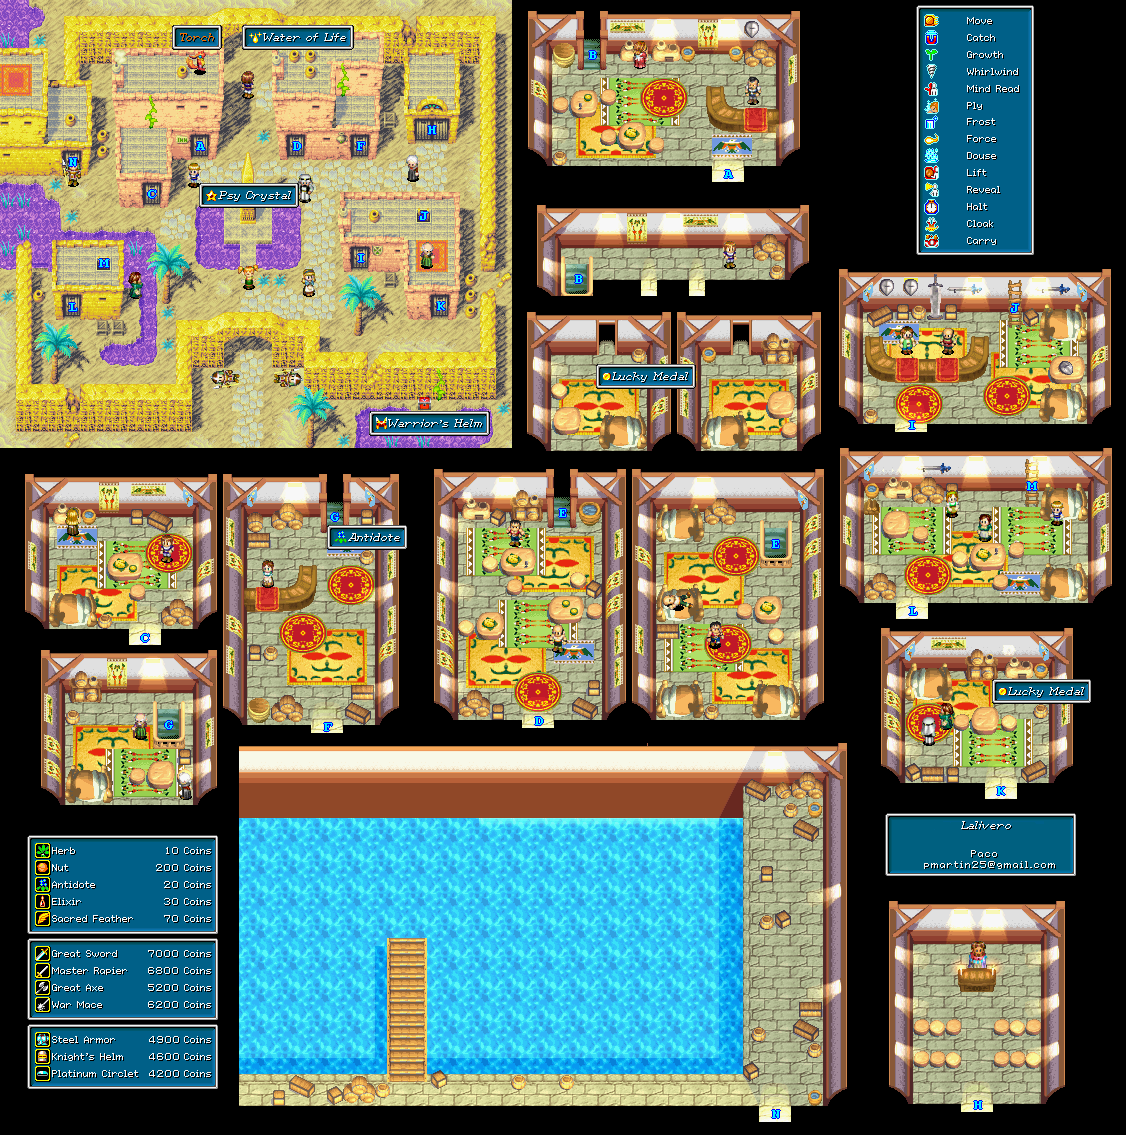 Torch
Water of Life
A
D
F
H
N
C
Psy Crystal
J
I
M
L
K
Warrior's Helm
B
A
B
Lucky Medal
Move
Catch
Growth
Whirlwind
Mind Read
Ply
Frost
Force
Douse
Lift
Reveal
Halt
Cloak
Carry
J
I
M
L
C
G
Antidote
F
E
D
E
G
Lucky Medal
K
N
H
Lalivero
Paco
pmartin25@gmail.com
Herb 10 Coins
Nut 200 Coins
Antidote 20 Coins
Elixir 30 Coins
Sacred Feather 70 Coins
Great Sword 7000 Coins
Master Rapier 6800 Coins
Great Axe 5200 Coins
War Mace 6200 Coins
Steel Armor 4900 Coins
Knight's Helm 4600 Coins
Platinum Circlet 4200 Coins